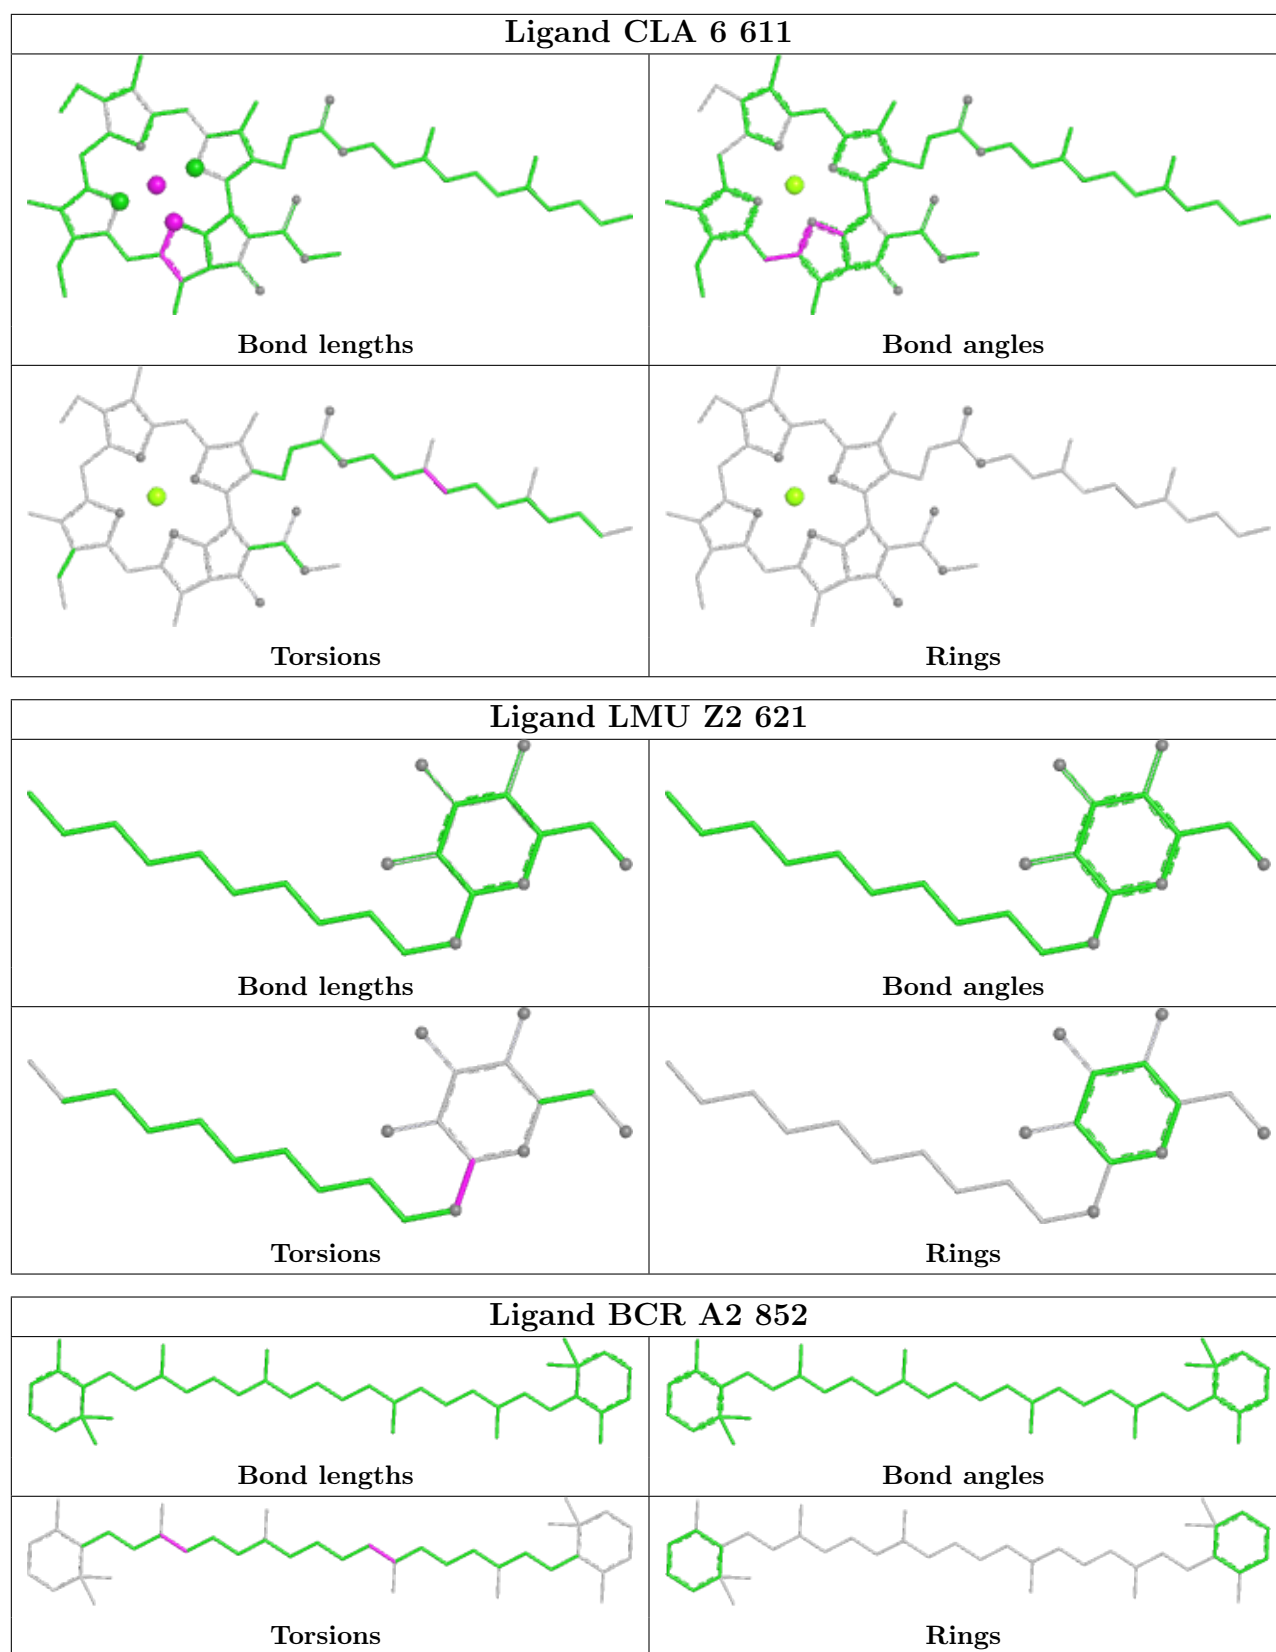 Ligand CLA 6 611
Bond lengths
Bond angles
Torsions
Rings
Ligand LMU Z2 621
Bond lengths
Bond angles
Torsions
Rings
Ligand BCR A2 852
Bond lengths
Bond angles
Torsions
Rings